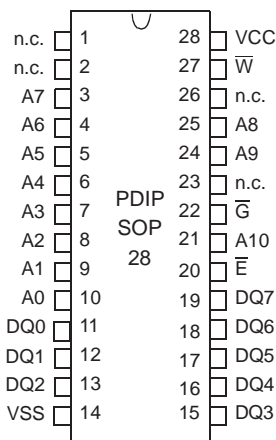 n.c. 1 28 VCC
n.c. 2 27 W̅
A7 3 26 n.c.
A6 4 25 A8
A5 5 24 A9
A4 6 23 n.c.
A3 7 22 G̅
A2 8 21 A10
A1 9 20 E̅
A0 10 19 DQ7
DQ0 11 18 DQ6
DQ1 12 17 DQ5
DQ2 13 16 DQ4
VSS 14 15 DQ3
PDIP
SOP
28